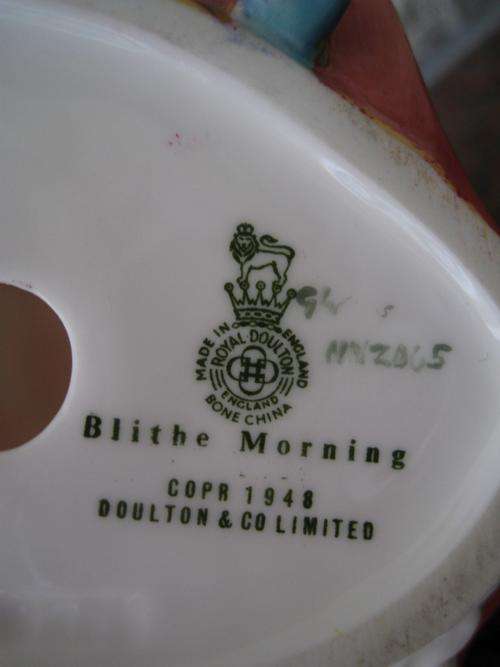 MADE IN ENGLAND
ROYAL DOULTON
ENGLAND
BONE CHINA
HN2065
Blithe Morning
COPR 1948
DOULTON & CO LIMITED